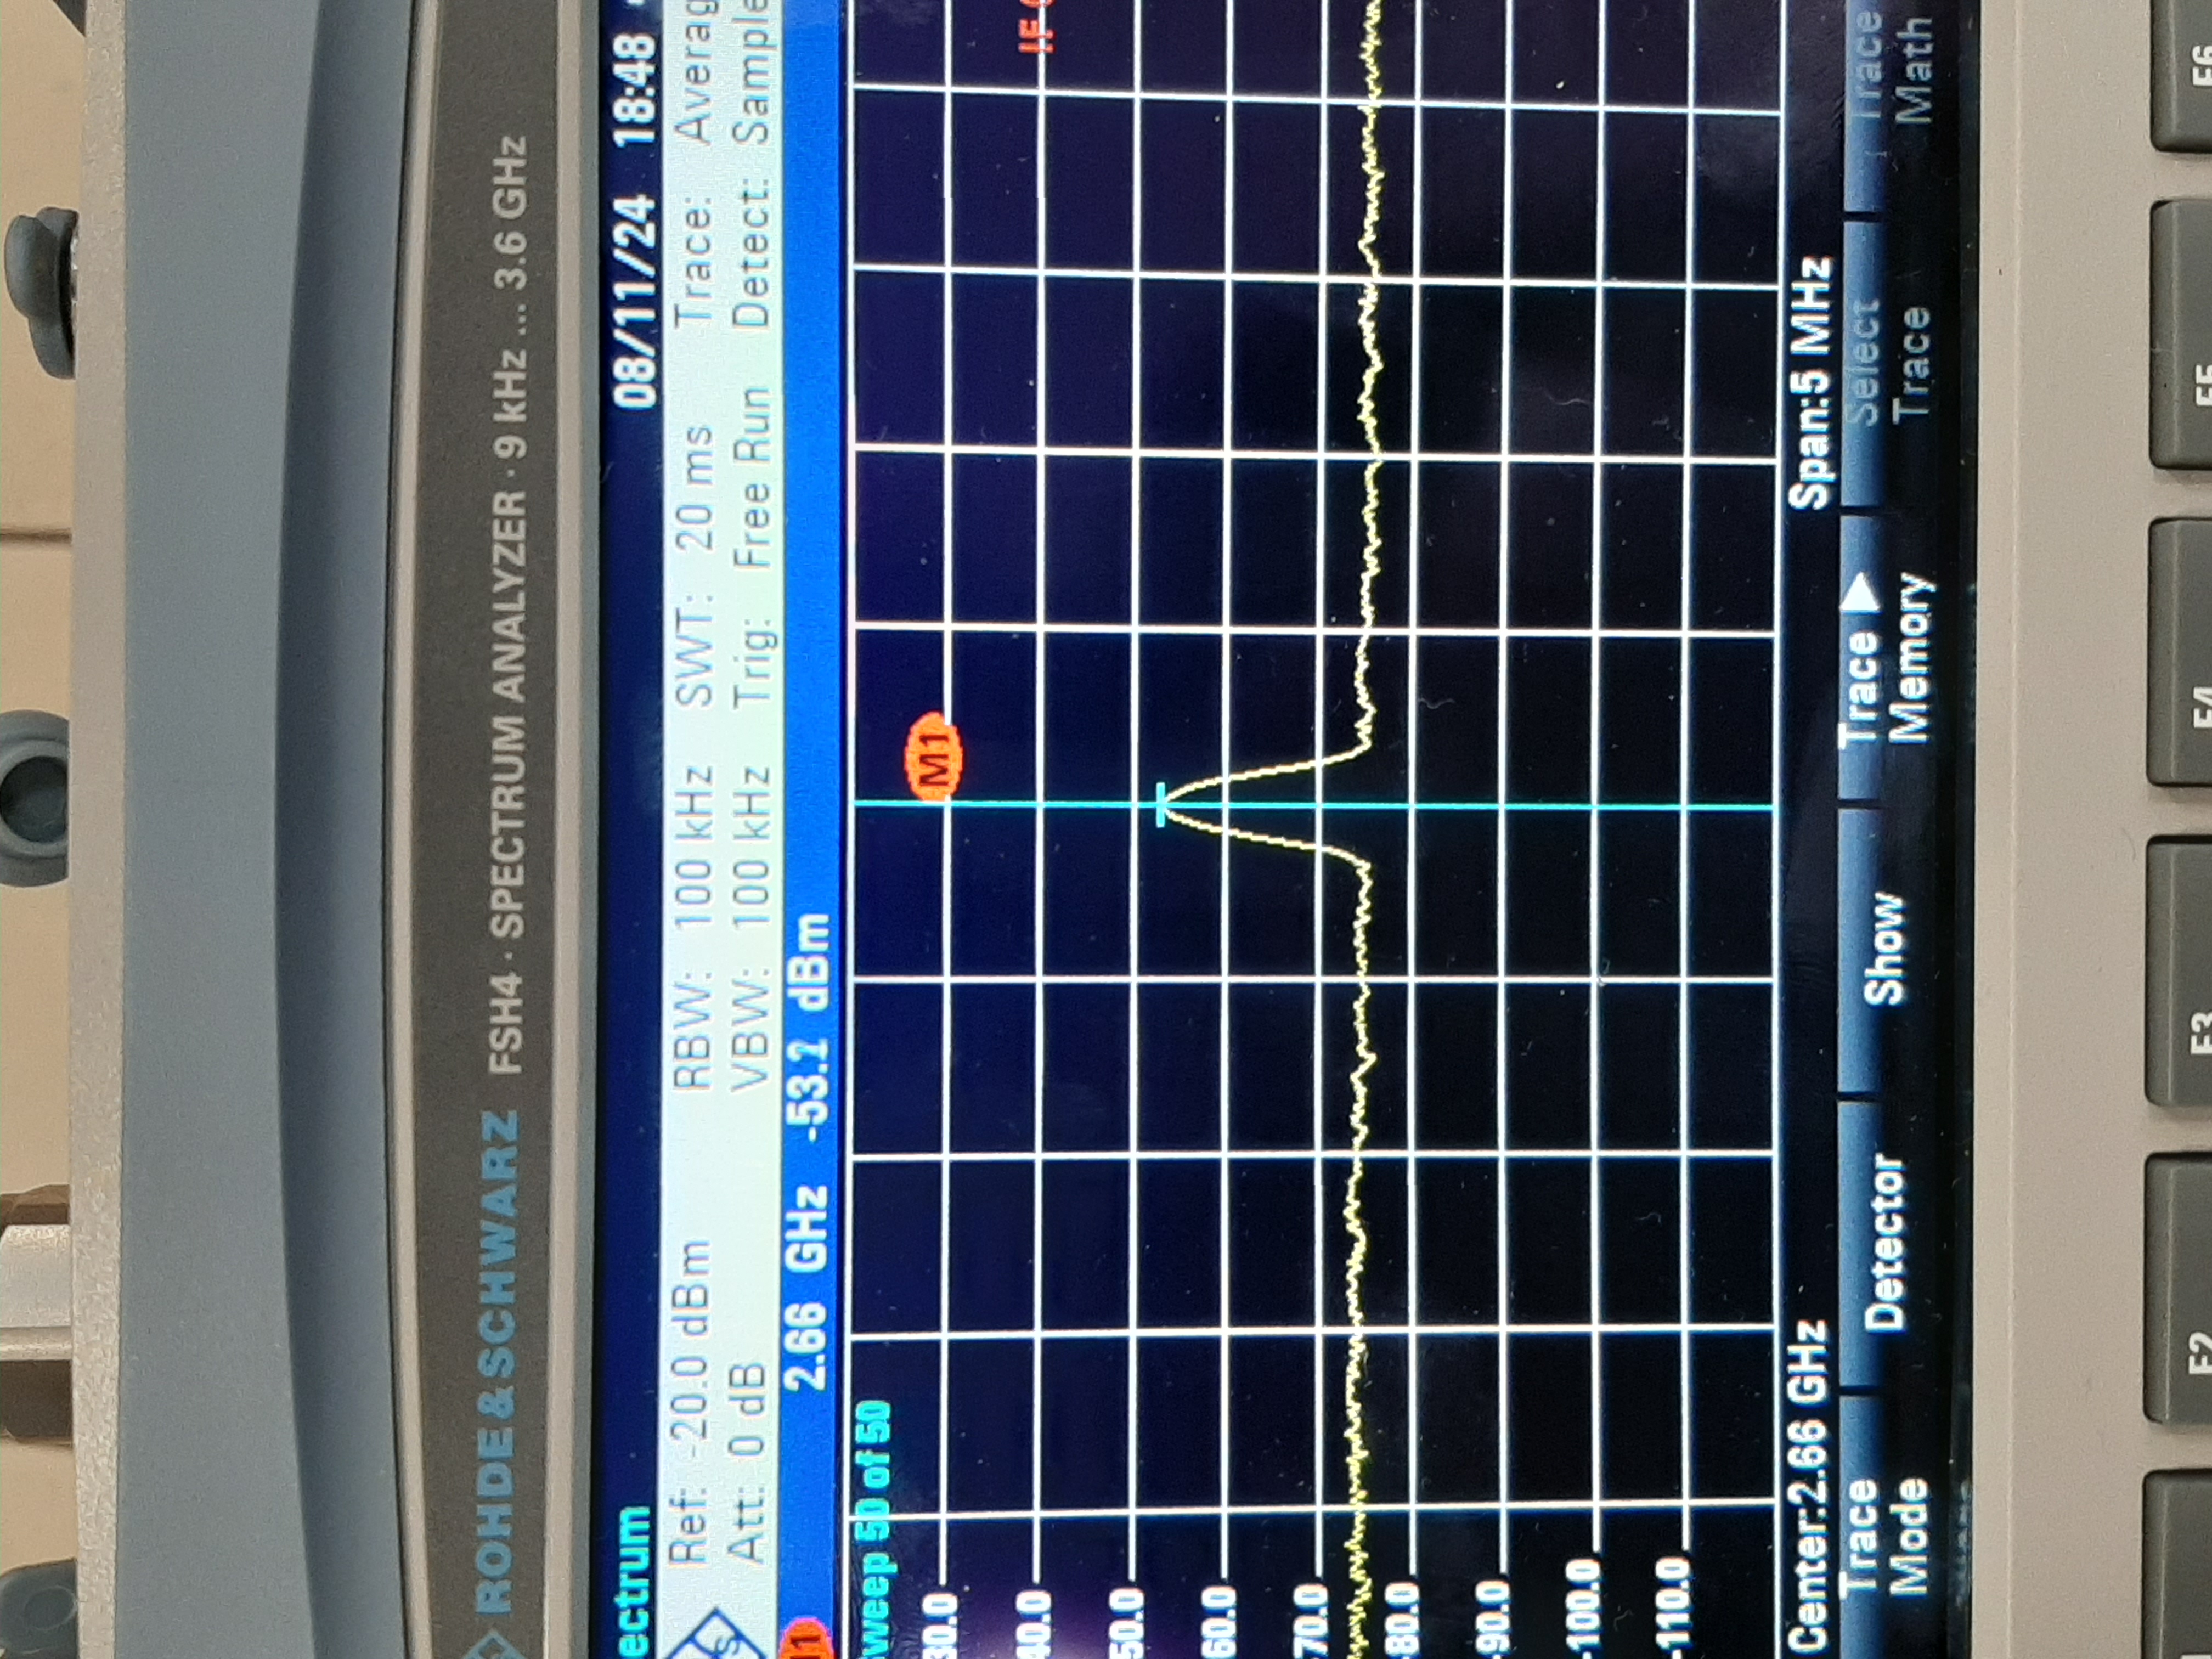 ROHDE&SCHWARZ FSH4 · SPECTRUM ANALYZER · 9 kHz ... 3.6 GHz
ectrum 08/11/24 18:48
Ref: -20.0 dBm RBW: 100 kHz SWT: 20 ms Trace: Averag
Att: 0 dB VBW: 100 kHz Trig: Free Run Detect: Sample
2.66 GHz -53.2 dBm
weep 50 of 50
M1
30.0
IF
40.0
-50.0
-60.0
-70.0
-80.0
-90.0
-100.0
-110.0
Center:2.66 GHz Span:5 MHz
Trace Mode
Detector
Show
Trace Memory
Select Trace
Trace Math
F2 F3 F4 F5 F6